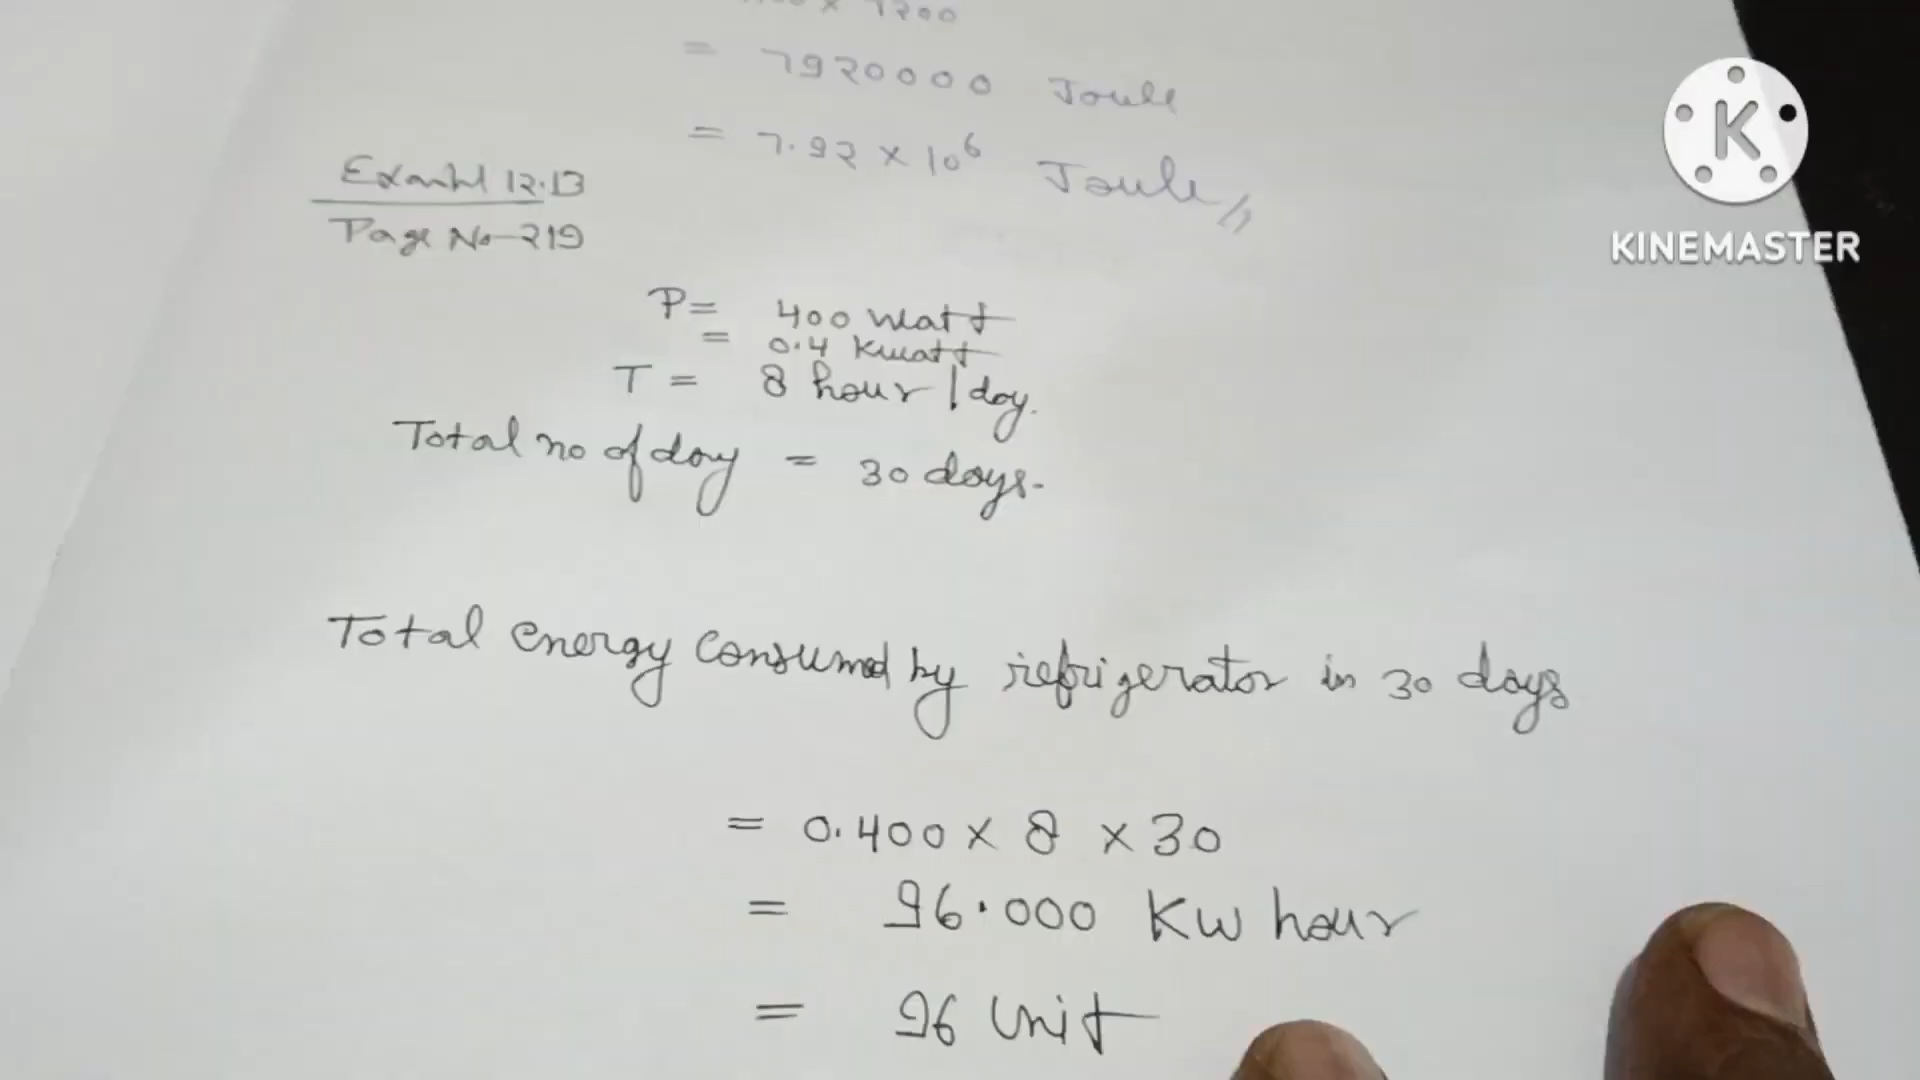 × 7200
= 7920000 Joule
= 7.92 × 10⁶ Joule //
Exampl 12.13
Page No-219
P = 400 watt
= 0.4 Kwatt
T = 8 hour / day.
Total no of day = 30 days.
Total energy consumed by refrigerator in 30 days
= 0.400 × 8 × 30
= 96.000 Kw hour
= 96 Unit
K
KINEMASTER